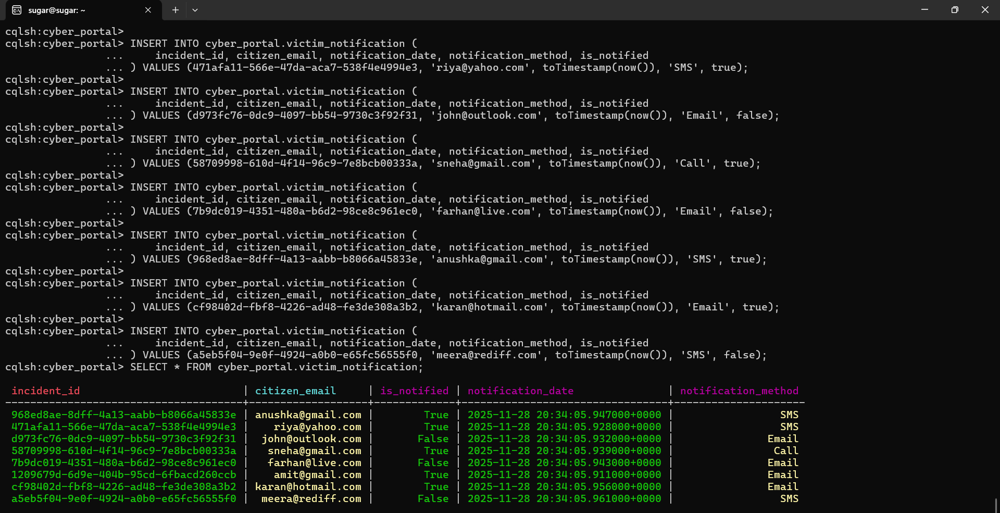 sugar@sugar: ~
cqlsh:cyber_portal>
cqlsh:cyber_portal> INSERT INTO cyber_portal.victim_notification (
... incident_id, citizen_email, notification_date, notification_method, is_notified
... ) VALUES (471afa11-566e-47da-aca7-538f4e4994e3, 'riya@yahoo.com', toTimestamp(now()), 'SMS', true);
cqlsh:cyber_portal>
cqlsh:cyber_portal> INSERT INTO cyber_portal.victim_notification (
... incident_id, citizen_email, notification_date, notification_method, is_notified
... ) VALUES (d973fc76-0dc9-4097-bb54-9730c3f92f31, 'john@outlook.com', toTimestamp(now()), 'Email', false);
cqlsh:cyber_portal>
cqlsh:cyber_portal> INSERT INTO cyber_portal.victim_notification (
... incident_id, citizen_email, notification_date, notification_method, is_notified
... ) VALUES (58709998-610d-4f14-96c9-7e8bcb00333a, 'sneha@gmail.com', toTimestamp(now()), 'Call', true);
cqlsh:cyber_portal>
cqlsh:cyber_portal> INSERT INTO cyber_portal.victim_notification (
... incident_id, citizen_email, notification_date, notification_method, is_notified
... ) VALUES (7b9dc019-4351-480a-b6d2-98ce8c961ec0, 'farhan@live.com', toTimestamp(now()), 'Email', false);
cqlsh:cyber_portal>
cqlsh:cyber_portal> INSERT INTO cyber_portal.victim_notification (
... incident_id, citizen_email, notification_date, notification_method, is_notified
... ) VALUES (968ed8ae-8dff-4a13-aabb-b8066a45833e, 'anushka@gmail.com', toTimestamp(now()), 'SMS', true);
cqlsh:cyber_portal>
cqlsh:cyber_portal> INSERT INTO cyber_portal.victim_notification (
... incident_id, citizen_email, notification_date, notification_method, is_notified
... ) VALUES (cf98402d-fbf8-4226-ad48-fe3de308a3b2, 'karan@hotmail.com', toTimestamp(now()), 'Email', true);
cqlsh:cyber_portal>
cqlsh:cyber_portal> INSERT INTO cyber_portal.victim_notification (
... incident_id, citizen_email, notification_date, notification_method, is_notified
... ) VALUES (a5eb5f04-9e0f-4924-a0b0-e65fc56555f0, 'meera@rediff.com', toTimestamp(now()), 'SMS', false);
cqlsh:cyber_portal> SELECT * FROM cyber_portal.victim_notification;
incident_id | citizen_email | is_notified | notification_date | notification_method
--------------------------------------+-------------------+-------------+---------------------------------+---------------------
968ed8ae-8dff-4a13-aabb-b8066a45833e | anushka@gmail.com | True | 2025-11-28 20:34:05.947000+0000 | SMS
471afa11-566e-47da-aca7-538f4e4994e3 | riya@yahoo.com | True | 2025-11-28 20:34:05.928000+0000 | SMS
d973fc76-0dc9-4097-bb54-9730c3f92f31 | john@outlook.com | False | 2025-11-28 20:34:05.932000+0000 | Email
58709998-610d-4f14-96c9-7e8bcb00333a | sneha@gmail.com | True | 2025-11-28 20:34:05.939000+0000 | Call
7b9dc019-4351-480a-b6d2-98ce8c961ec0 | farhan@live.com | False | 2025-11-28 20:34:05.943000+0000 | Email
1209679d-6d9e-404b-95cd-6fbacd260ccb | amit@gmail.com | True | 2025-11-28 20:34:05.911000+0000 | Email
cf98402d-fbf8-4226-ad48-fe3de308a3b2 | karan@hotmail.com | True | 2025-11-28 20:34:05.956000+0000 | Email
a5eb5f04-9e0f-4924-a0b0-e65fc56555f0 | meera@rediff.com | False | 2025-11-28 20:34:05.961000+0000 | SMS